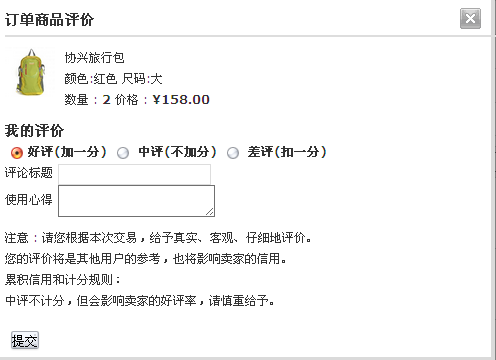 订单商品评价
协兴旅行包
颜色:红色 尺码:大
数量：2 价格：¥158.00
我的评价
好评(加一分) 中评(不加分) 差评(扣一分)
评论标题
使用心得
注意：请您根据本次交易，给予真实、客观、仔细地评价。
您的评价将是其他用户的参考，也将影响卖家的信用。
累积信用和计分规则：
中评不计分，但会影响卖家的好评率，请慎重给予。
提交